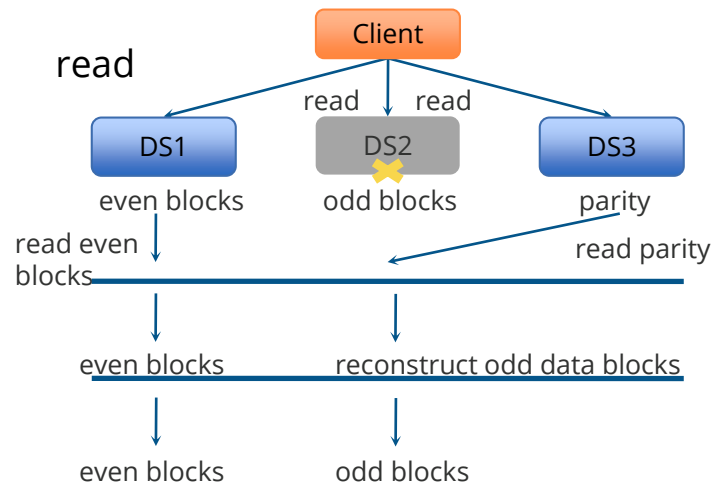 Client
read
read
read
DS1
DS2
DS3
even blocks
odd blocks
parity
read even
blocks
read parity
even blocks
reconstruct odd data blocks
even blocks
odd blocks